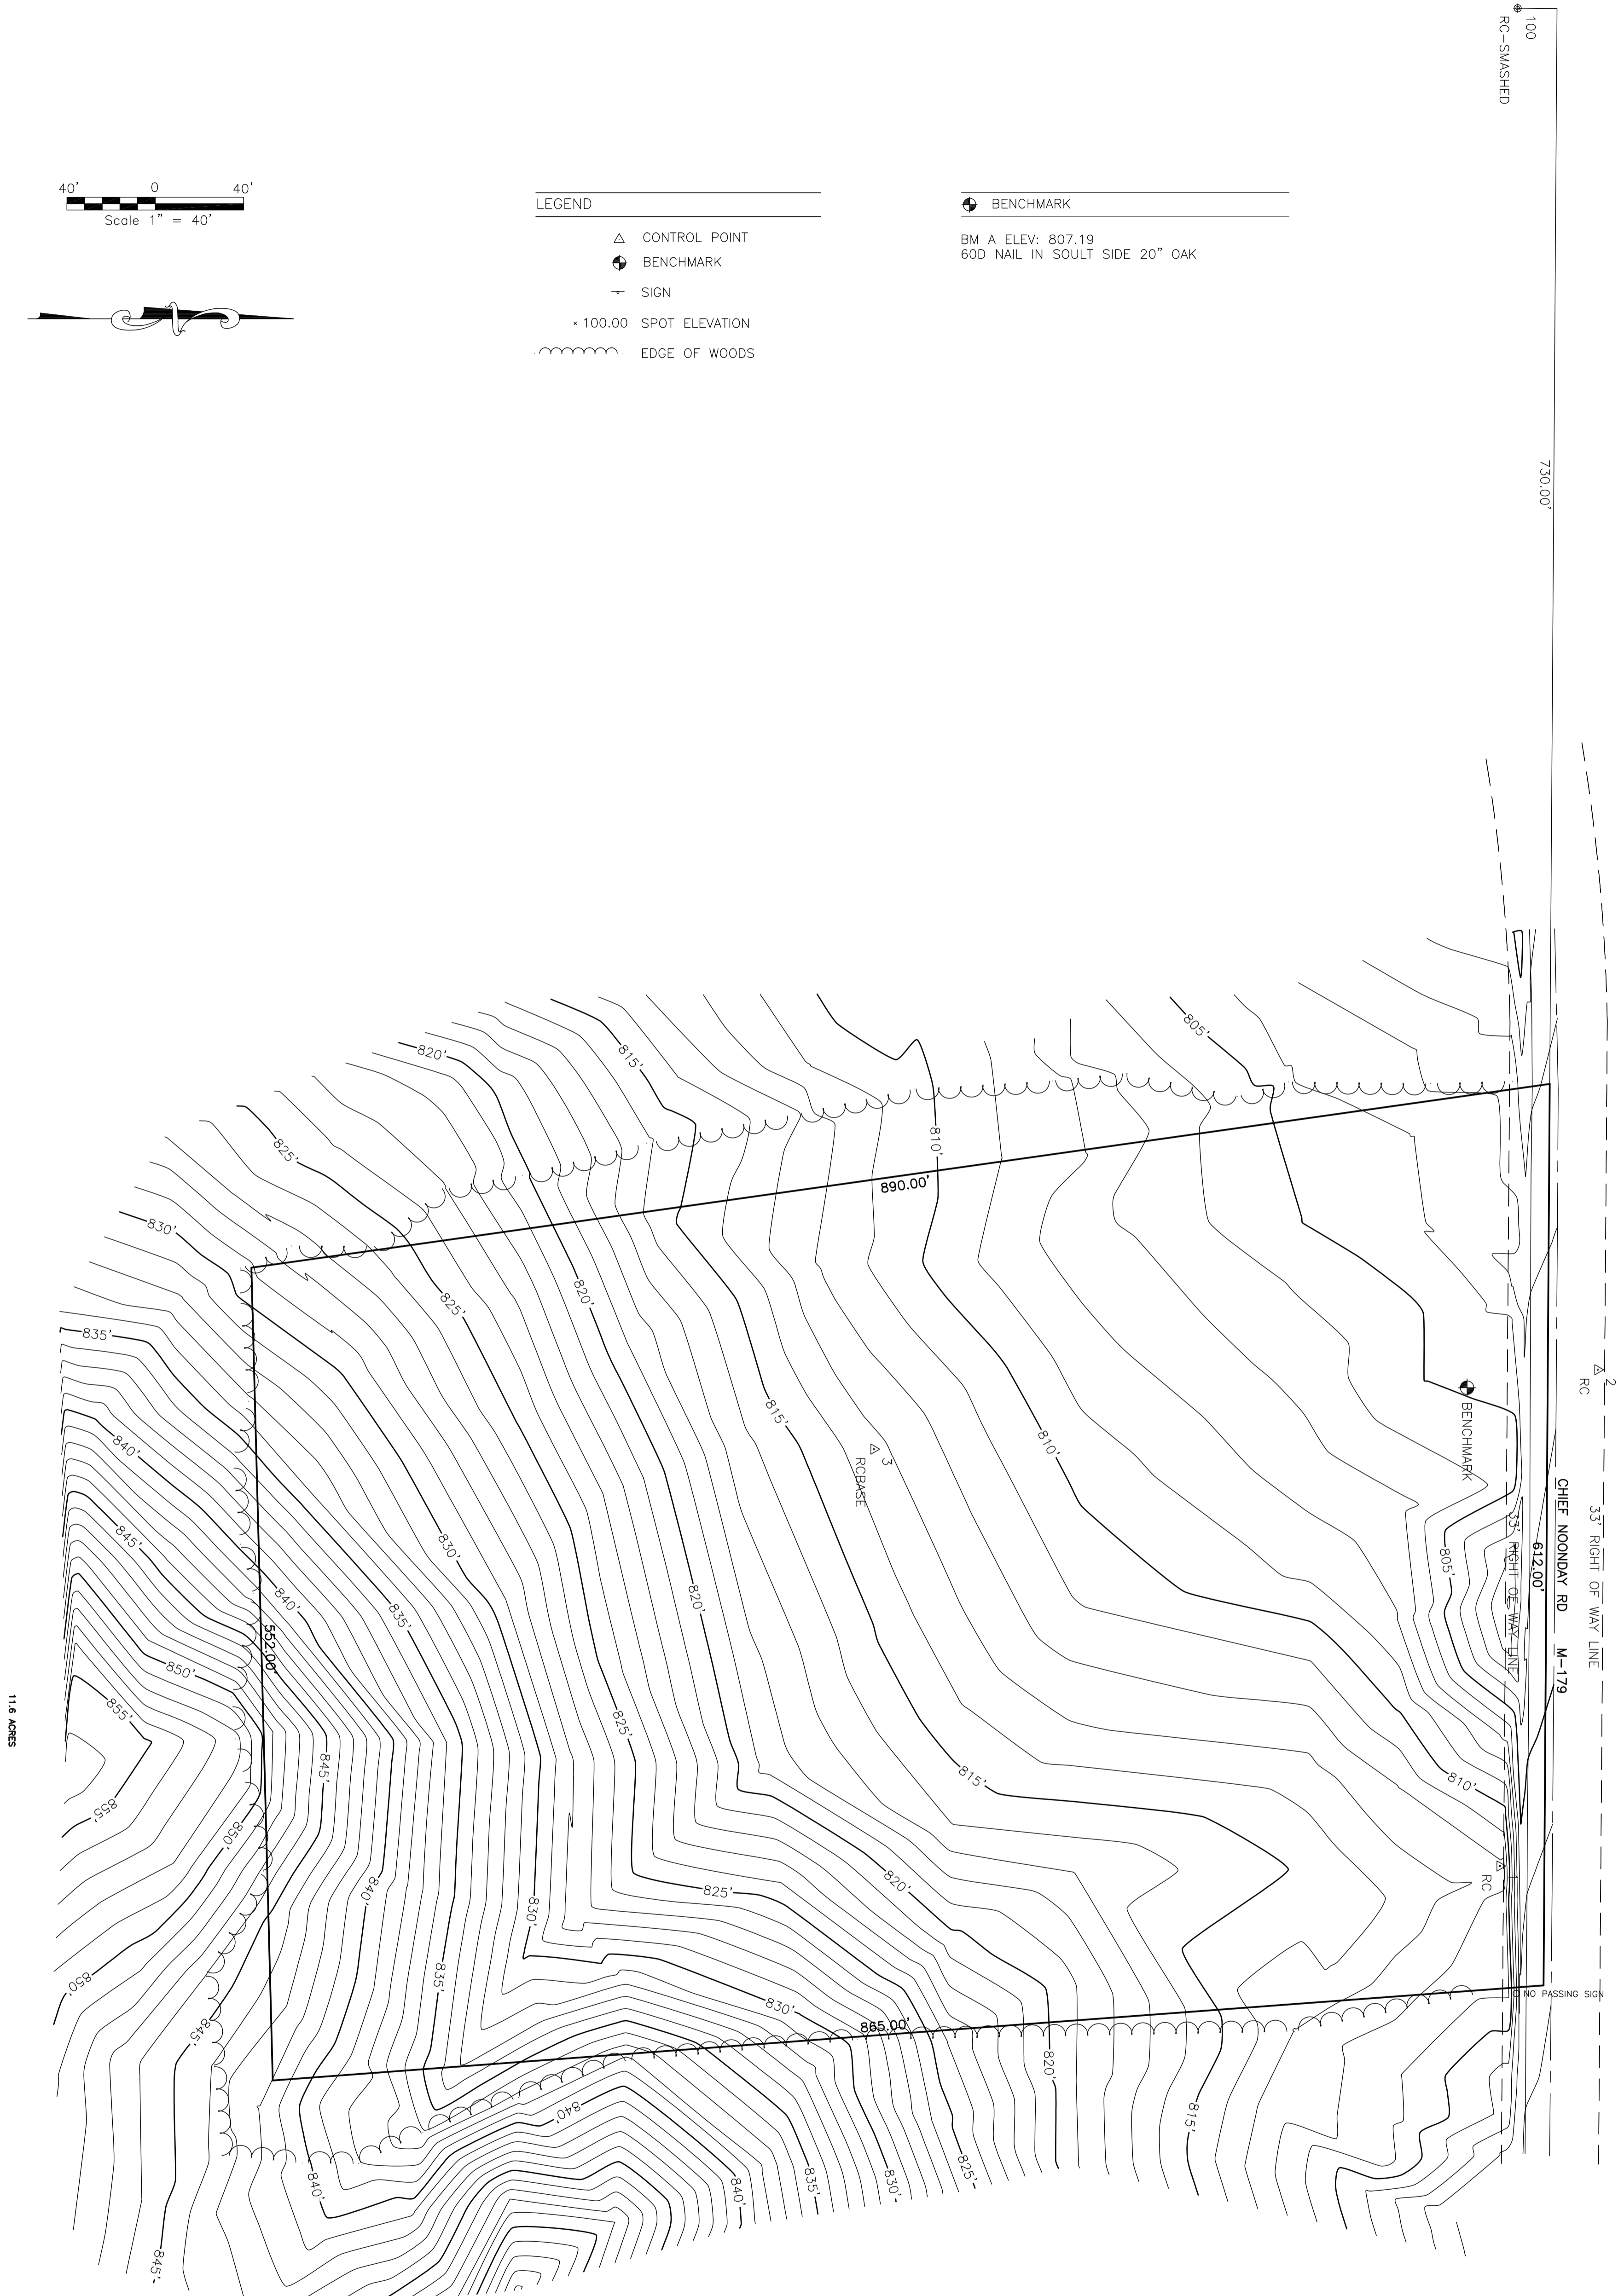 100
RC-SMASHED
40' 0 40'
Scale 1" = 40'
LEGEND
CONTROL POINT
BENCHMARK
SIGN
× 100.00 SPOT ELEVATION
EDGE OF WOODS
BENCHMARK
BM A ELEV: 807.19
60D NAIL IN SOULT SIDE 20" OAK
730.00'
805'
815'
820'
825'
810'
890.00'
830'
820'
825'
835'
2
RC
BENCHMARK
815'
810'
840'
3
RCBASE
CHIEF NOONDAY RD M-179
33' RIGHT OF WAY LINE
33' RIGHT OF WAY LINE
612.00'
805'
845'
830'
840'
835'
820'
552.00'
850'
855'
825'
845'
815'
810'
11.6 ACRES
855'
850'
1
RC
820'
825'
840'
830'
835'
850'
NO PASSING SIGN
830'
865.00'
845'
820'
840'
815'
825'
830'
835'
840'
840'
845'